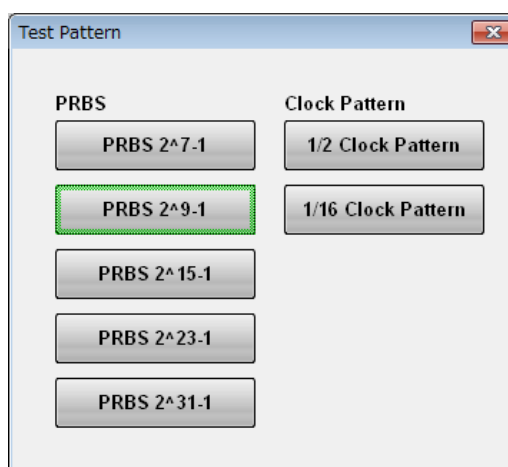 Test Pattern
PRBS
PRBS 2^7-1
PRBS 2^9-1
PRBS 2^15-1
PRBS 2^23-1
PRBS 2^31-1
Clock Pattern
1/2 Clock Pattern
1/16 Clock Pattern